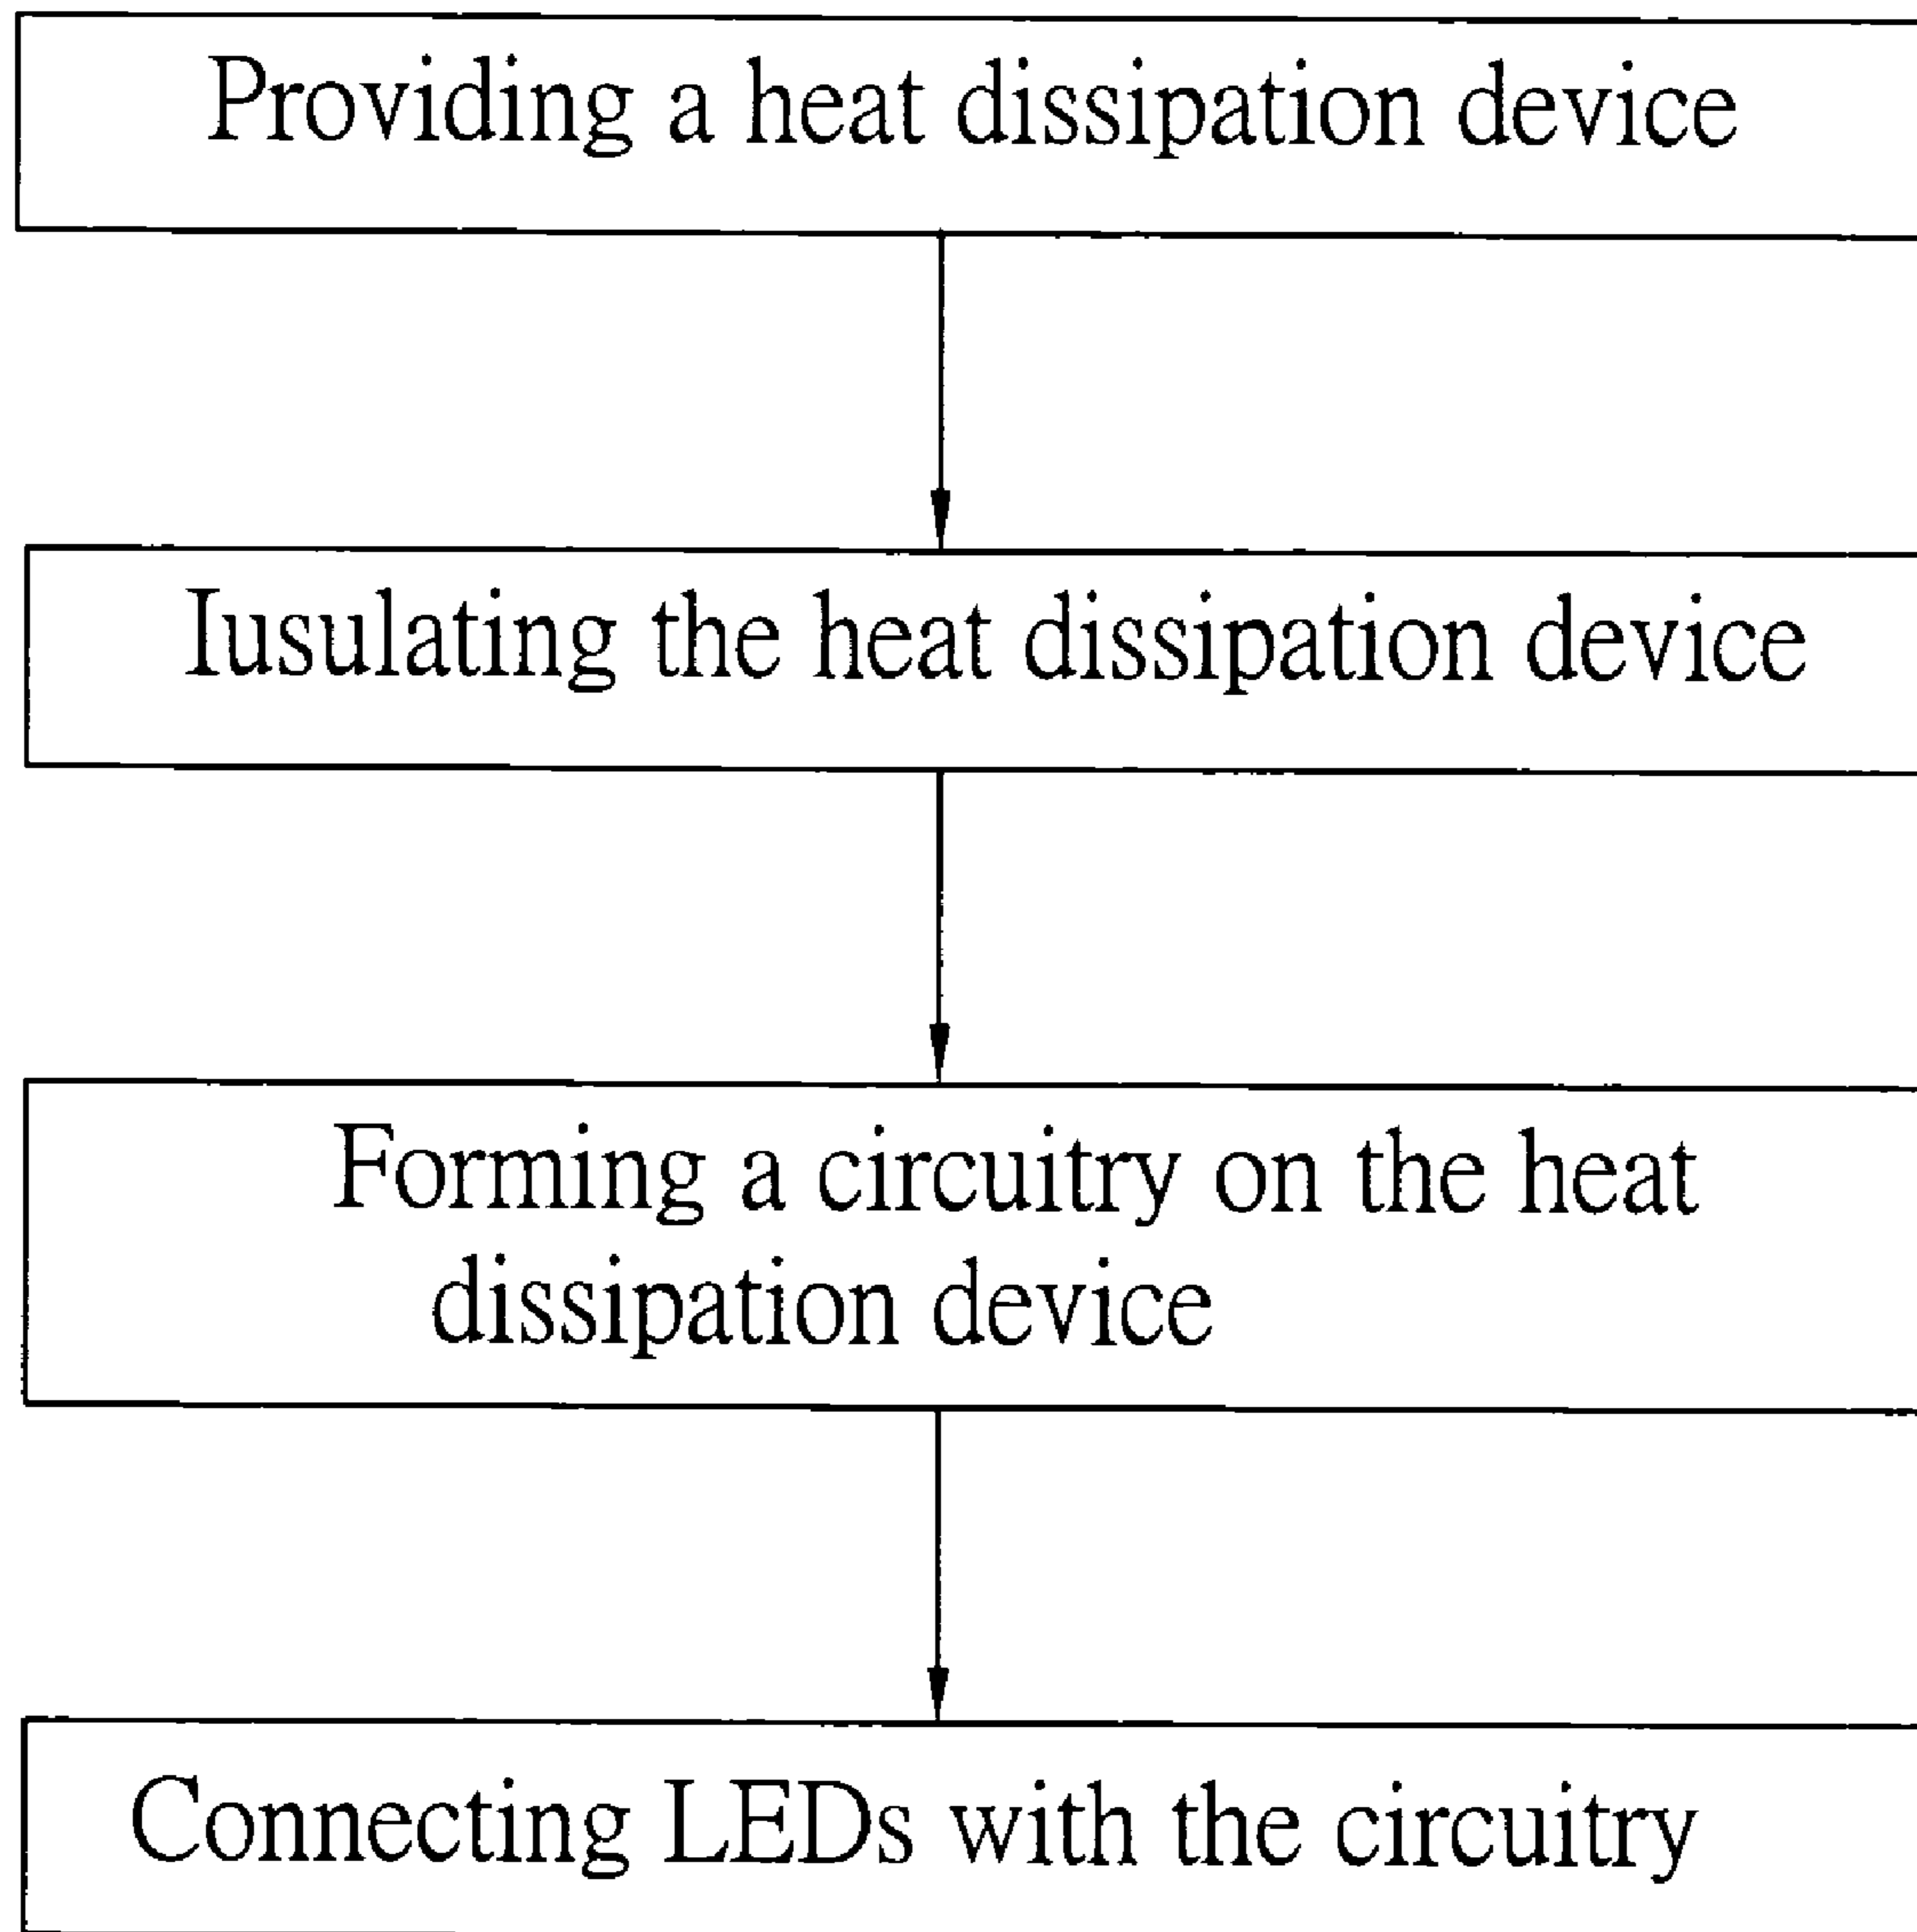 Providing a heat dissipation device
Iusulating the heat dissipation device
Forming a circuitry on the heat
dissipation device
Connecting LEDs with the circuitry